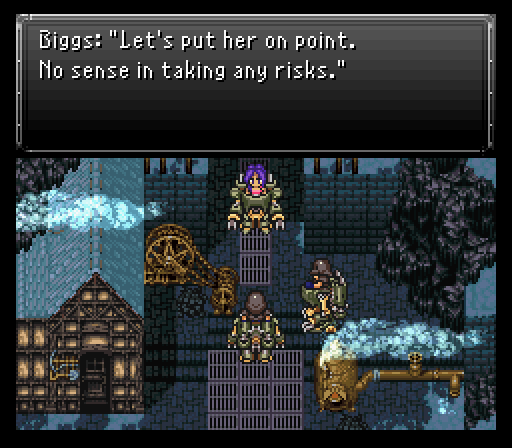 Biggs: "Let's put her on point.
No sense in taking any risks."